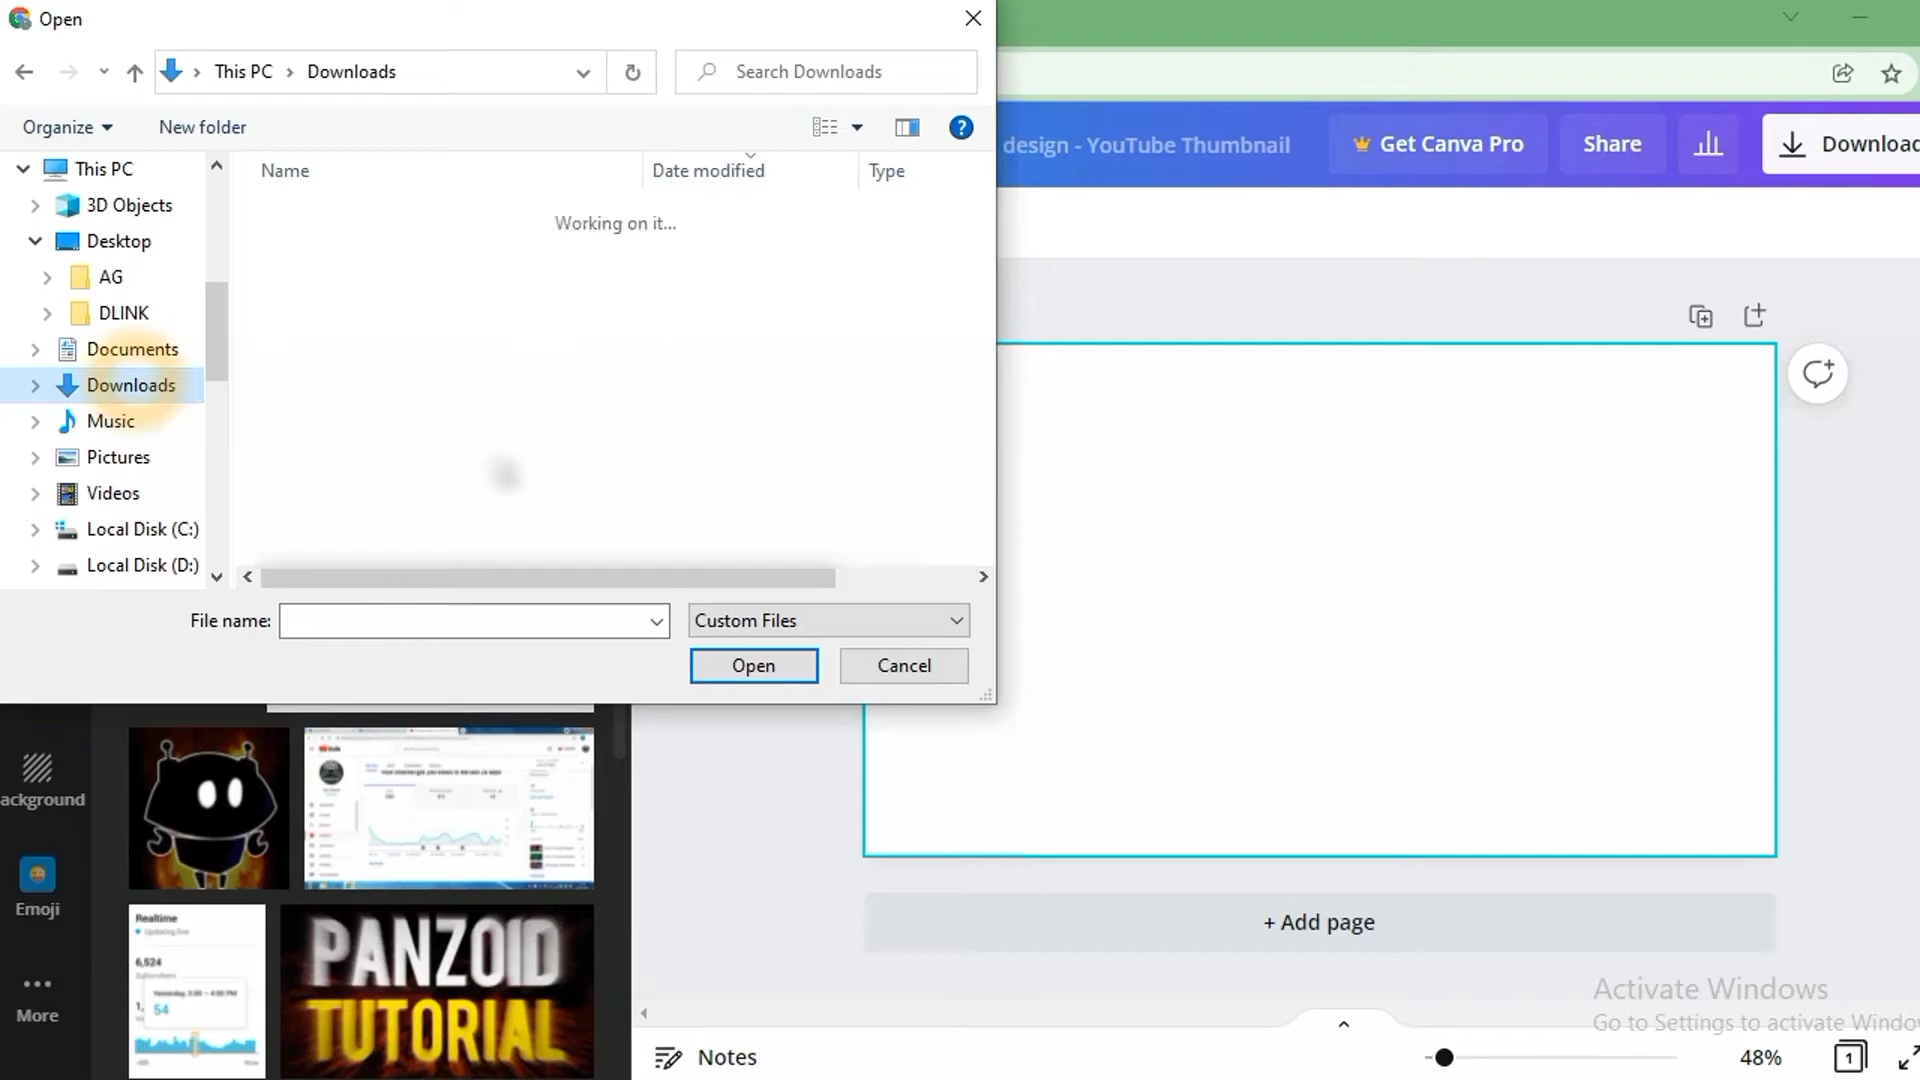 Open
This PC
Downloads
Search Downloads
Organize
New folder
This PC
3D Objects
Desktop
AG
DLINK
Documents
Downloads
Music
Pictures
Videos
Local Disk (C:)
Local Disk (D:)
Name
Date modified
Type
Working on it...
File name:
Custom Files
Open
Cancel
design - YouTube Thumbnail
Get Canva Pro
Share
Downloac
ackground
Emoji
More
Realtime
6,524
54
PANZOID
TUTORIAL
+ Add page
Activate Windows
Go to Settings to activate Windo
Notes
48%
1